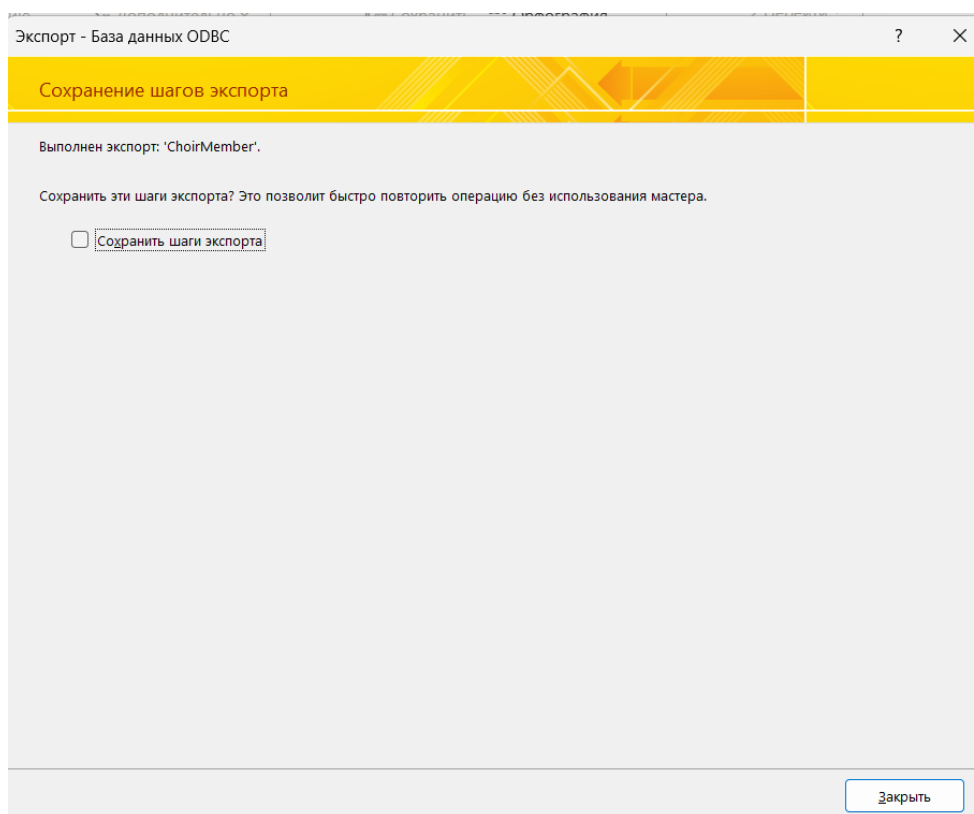 Экспорт - База данных ODBC ?
Сохранение шагов экспорта
Выполнен экспорт: 'ChoirMember'.
Сохранить эти шаги экспорта? Это позволит быстро повторить операцию без использования мастера.
Сохранить шаги экспорта
Закрыть